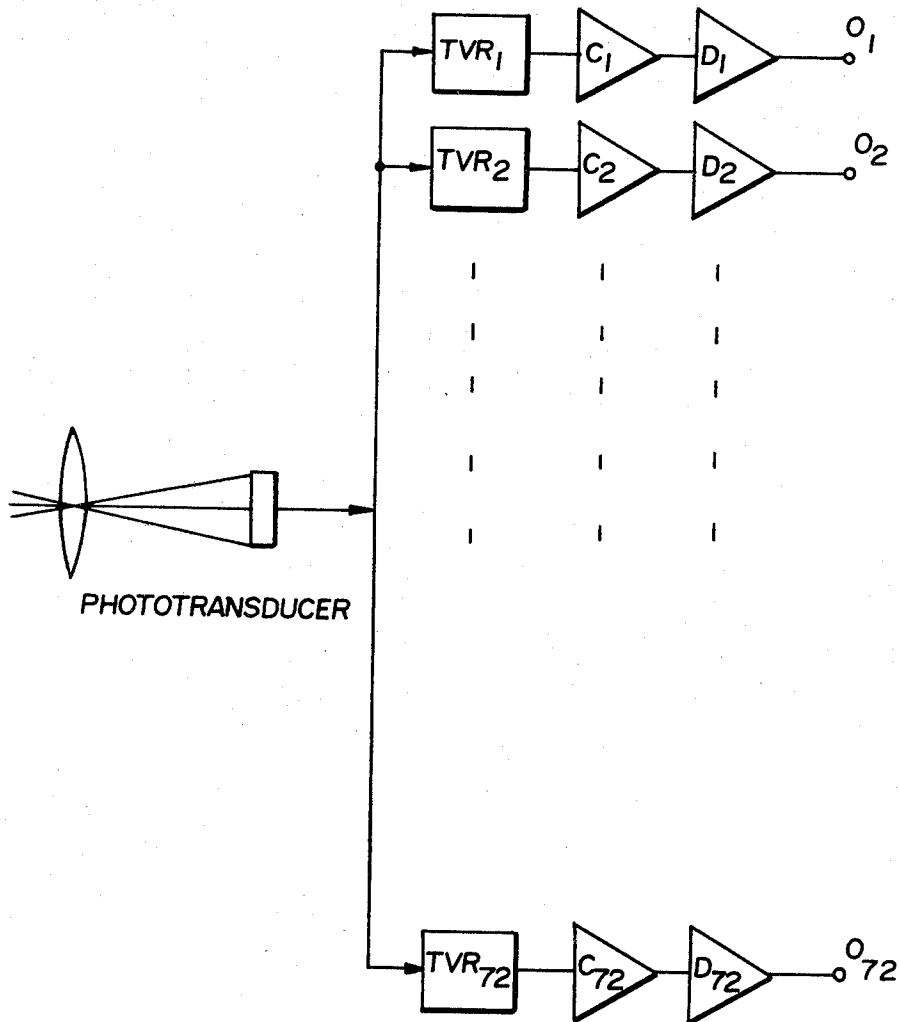 TVR1 C1 D1 O1
TVR2 C2 D2 O2
PHOTOTRANSDUCER
TVR72 C72 D72 O72